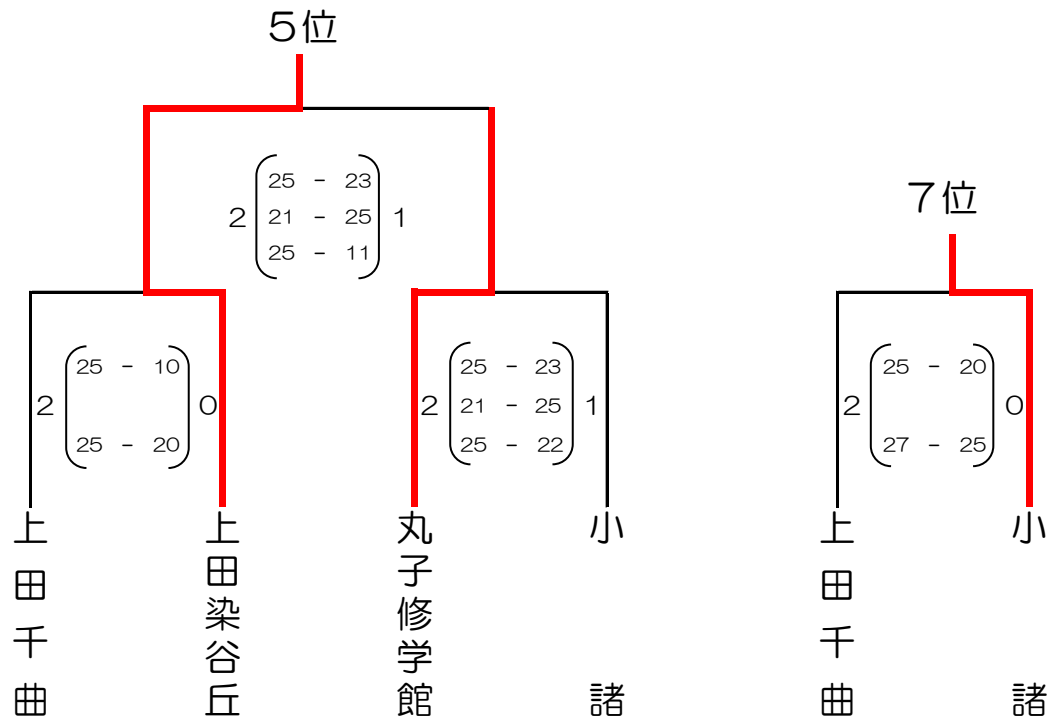 5位
2 25 - 23 1
21 - 25
25 - 11
7位
2 25 - 10 0
25 - 20
2 25 - 23 1
21 - 25
25 - 22
2 25 - 20 0
27 - 25
上田千曲
上田染谷丘
丸子修学館
小諸
上田千曲
小諸